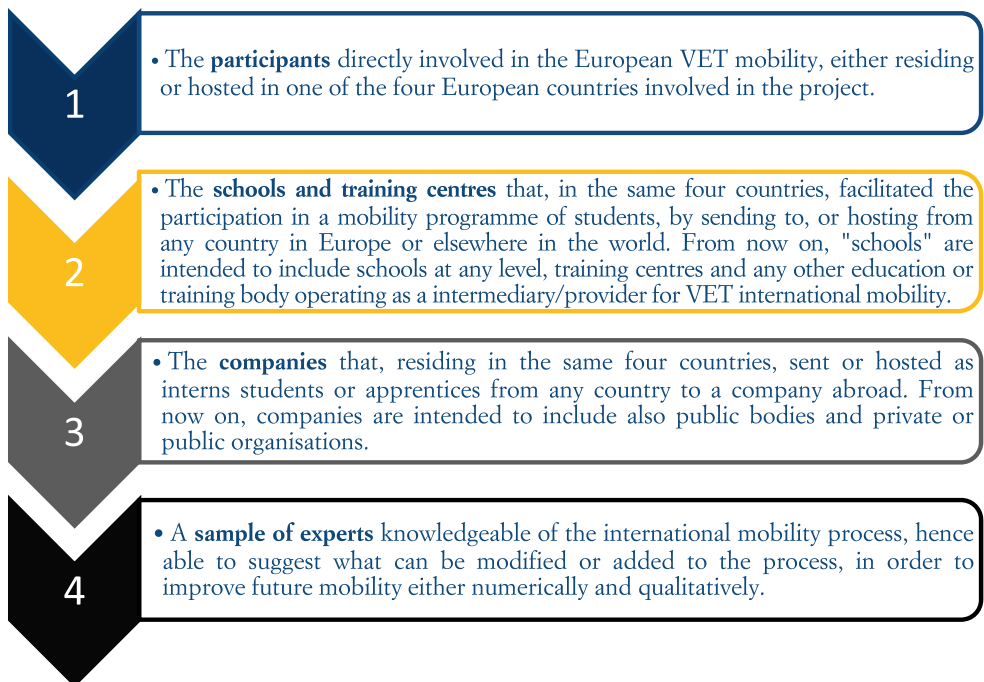 1
• The participants directly involved in the European VET mobility, either residing
or hosted in one of the four European countries involved in the project.
2
• The schools and training centres that, in the same four countries, facilitated the
participation in a mobility programme of students, by sending to, or hosting from
any country in Europe or elsewhere in the world. From now on, "schools" are
intended to include schools at any level, training centres and any other education or
training body operating as a intermediary/provider for VET international mobility.
3
• The companies that, residing in the same four countries, sent or hosted as
interns students or apprentices from any country to a company abroad. From
now on, companies are intended to include also public bodies and private or
public organisations.
4
• A sample of experts knowledgeable of the international mobility process, hence
able to suggest what can be modified or added to the process, in order to
improve future mobility either numerically and qualitatively.